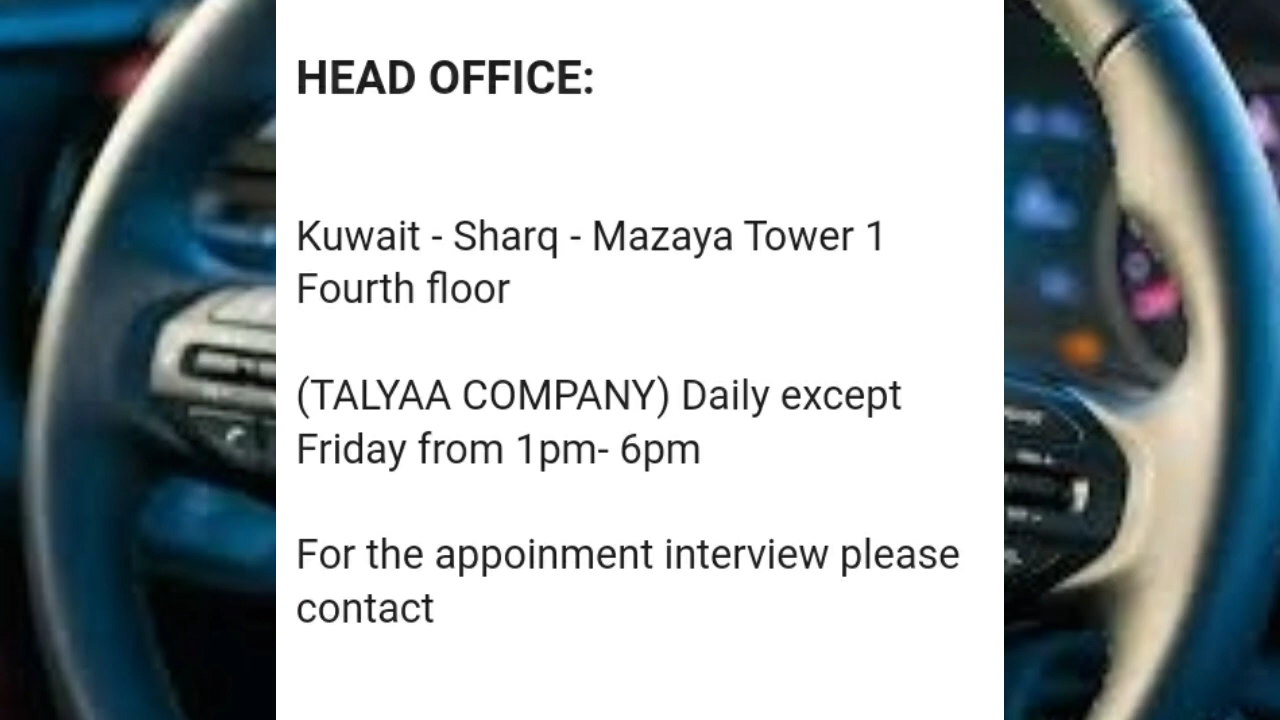 HEAD OFFICE:
Kuwait - Sharq - Mazaya Tower 1
Fourth floor
(TALYAA COMPANY) Daily except
Friday from 1pm- 6pm
For the appoinment interview please
contact